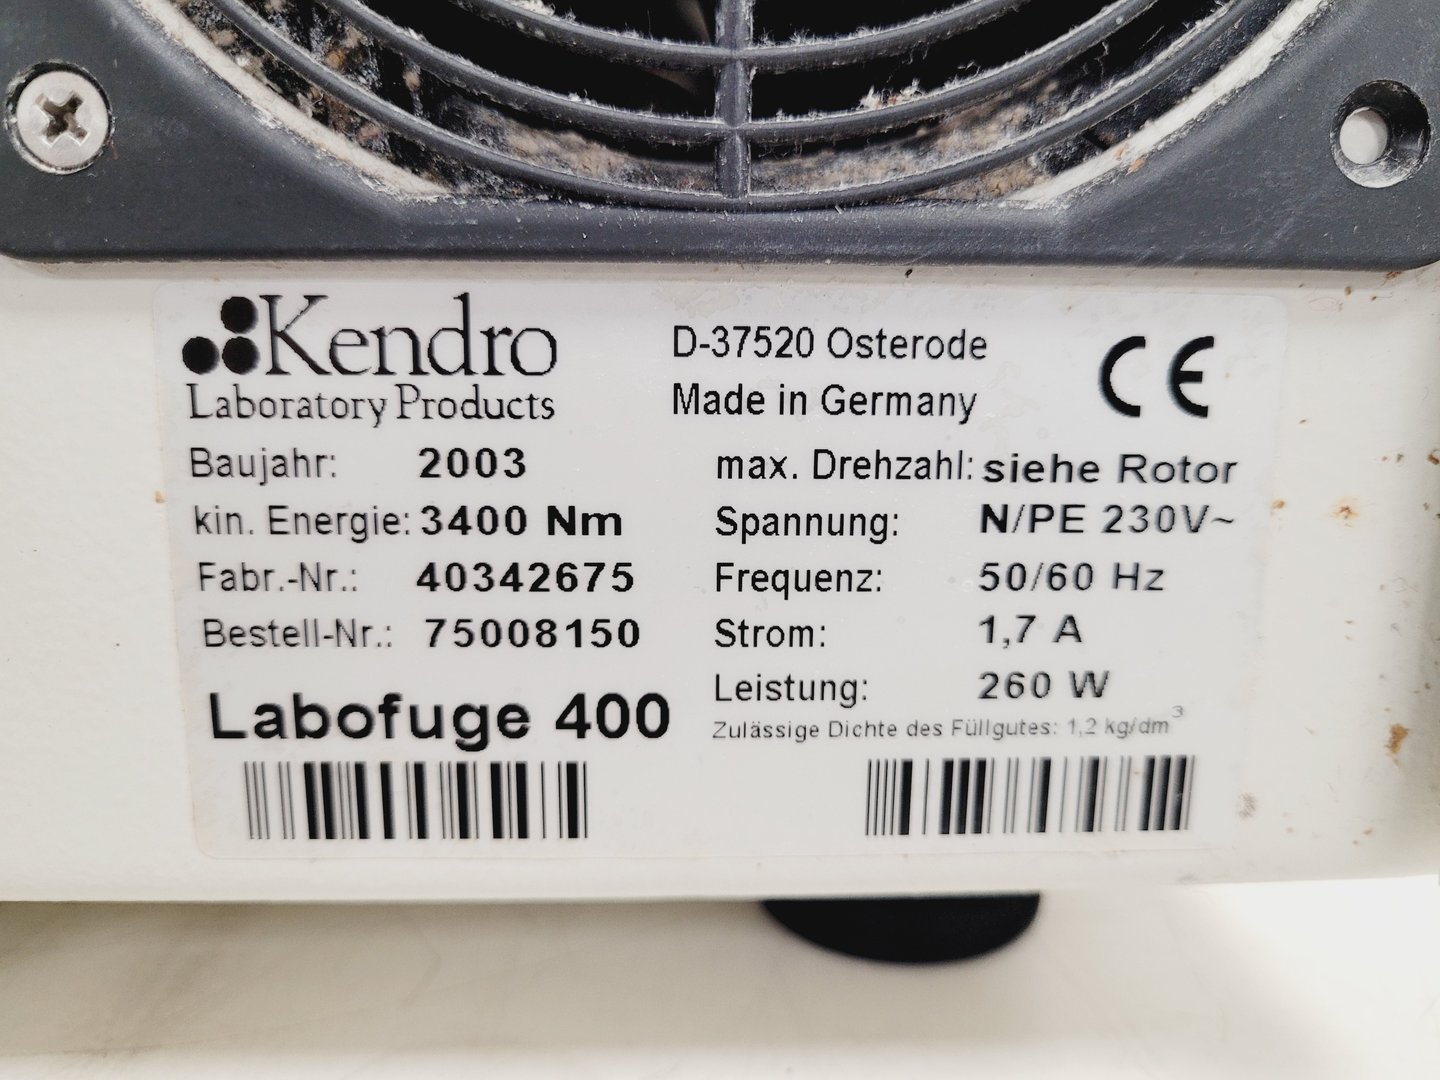 Kendro
Laboratory Products
D-37520 Osterode
Made in Germany
CE
Baujahr: 2003
kin. Energie: 3400 Nm
Fabr.-Nr.: 40342675
Bestell-Nr.: 75008150
Labofuge 400
max. Drehzahl: siehe Rotor
Spannung: N/PE 230V~
Frequenz: 50/60 Hz
Strom: 1,7 A
Leistung: 260 W
Zulässige Dichte des Füllgutes: 1,2 kg/dm³